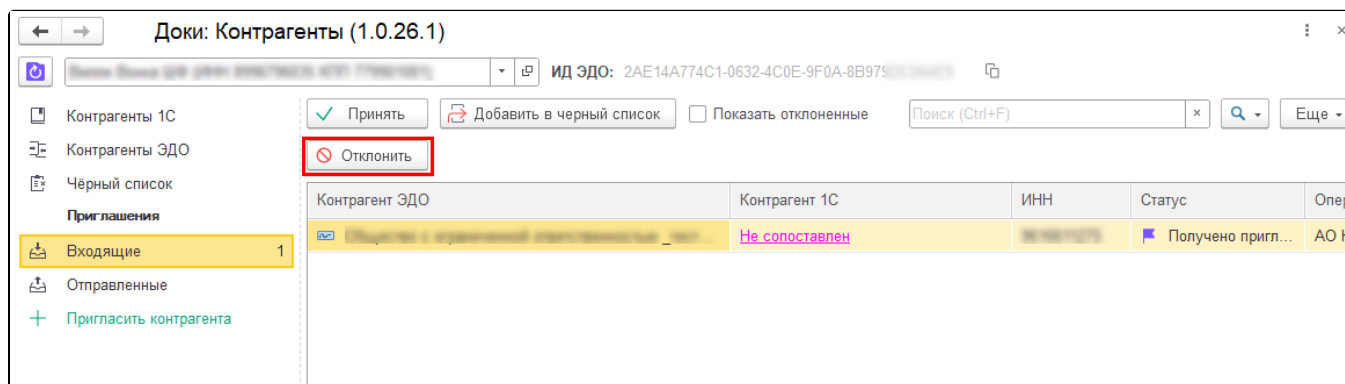 Доки: Контрагенты (1.0.26.1)
ИД ЭДО: 2AE14A774C1-0632-4C0E-9F0A-8B979
Контрагенты 1С
Принять
Добавить в черный список
Показать отклоненные
Поиск (Ctrl+F)
×
Еще
Контрагенты ЭДО
Отклонить
Чёрный список
Приглашения
Контрагент ЭДО
Контрагент 1С
ИНН
Статус
Опер
Входящие 1
Не сопоставлен
Получено пригл...
АО
Отправленные
Пригласить контрагента